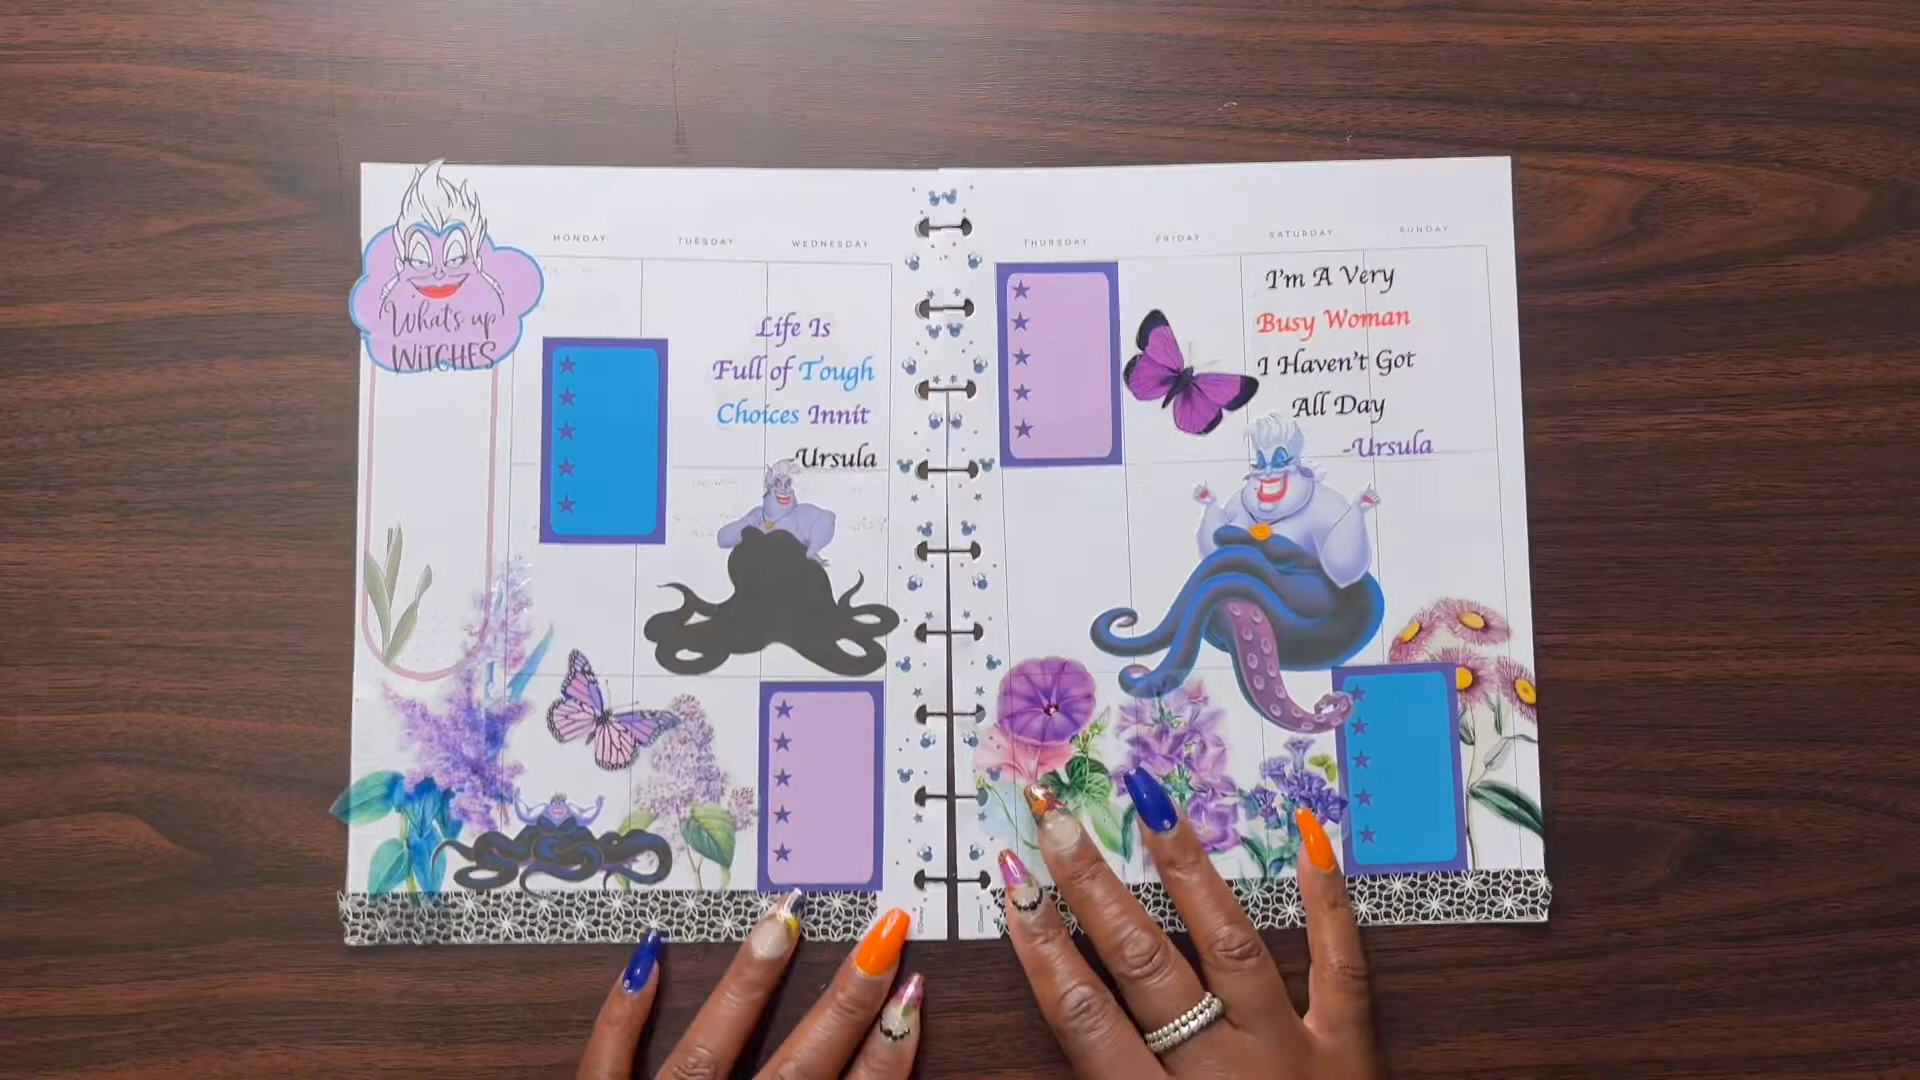 MONDAY
TUESDAY
WEDNESDAY
What's up
WITCHES
Life Is
Full of Tough
Choices Innit
-Ursula
THURSDAY
FRIDAY
SATURDAY
SUNDAY
I'm A Very
Busy Woman
I Haven't Got
All Day
-Ursula
©Disney